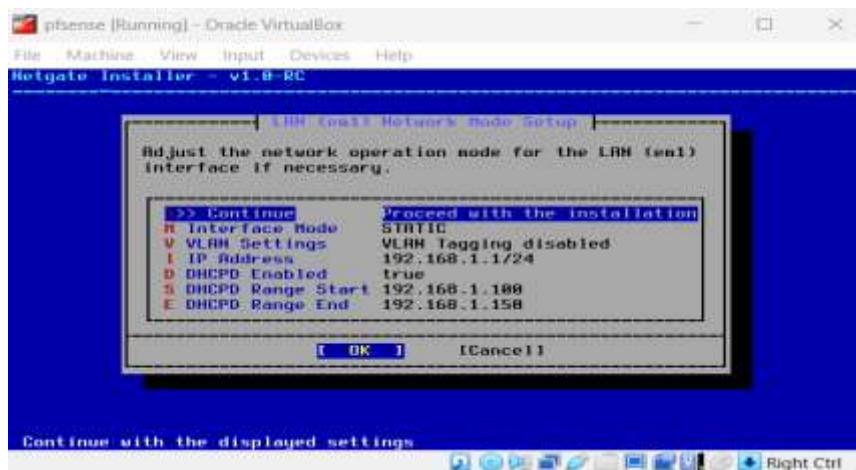 pfsense [Running] - Oracle VirtualBox
File Machine View Input Devices Help
Netgate Installer - v1.0-RC
LAN (em1) Network Mode Setup
Adjust the network operation mode for the LAN (em1)
interface if necessary.
>> Continue Proceed with the installation
M Interface Mode STATIC
V VLAN Settings VLAN Tagging disabled
I IP Address 192.168.1.1/24
D DHCPD Enabled true
S DHCPD Range Start 192.168.1.100
E DHCPD Range End 192.168.1.150
[ OK ] [Cancel]
Continue with the displayed settings
Right Ctrl